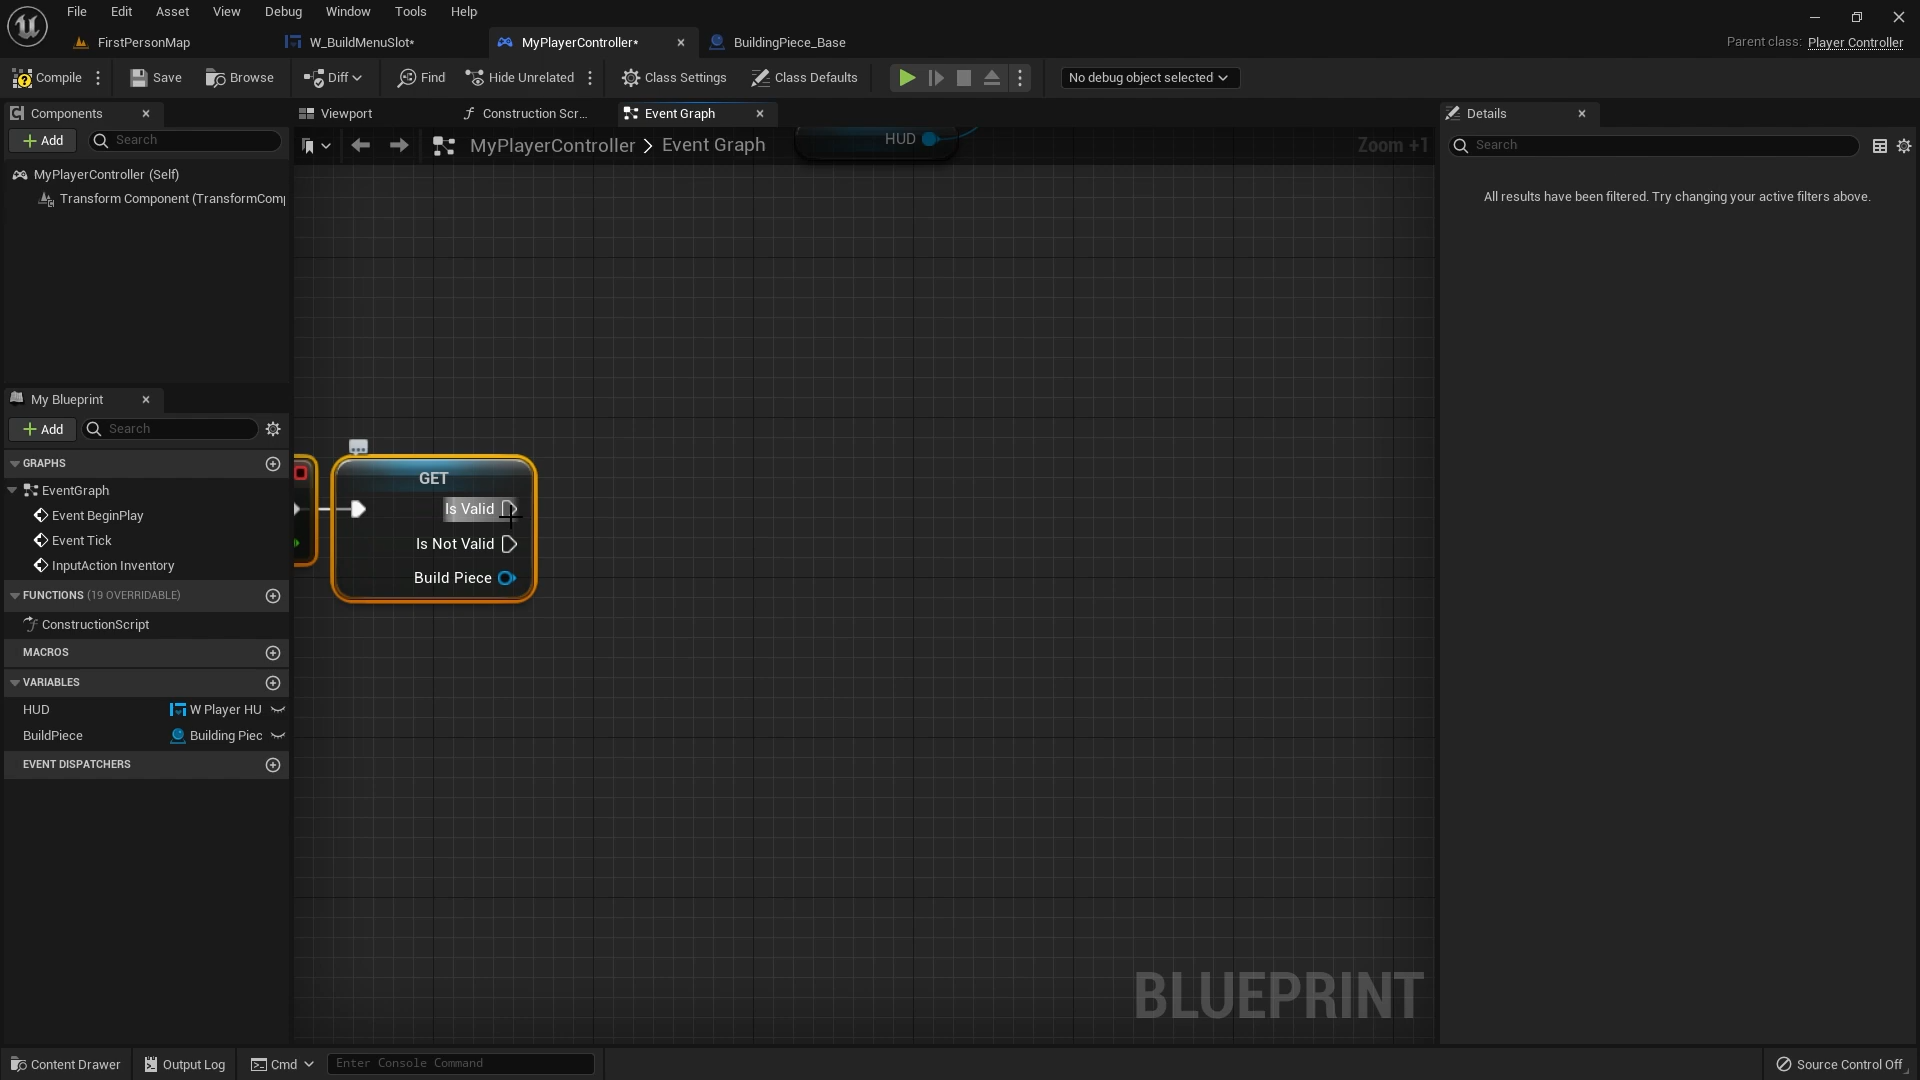 File Edit Asset View Debug Window Tools Help
FirstPersonMap W_BuildMenuSlot* MyPlayerController* BuildingPiece_Base Parent class: Player Controller
Compile Save Browse Diff Find Hide Unrelated Class Settings Class Defaults No debug object selected
Components Viewport Construction Scr... Event Graph Details
Add Search MyPlayerController > Event Graph HUD Zoom +1 Search
MyPlayerController (Self)
Transform Component (TransformComp
All results have been filtered. Try changing your active filters above.
My Blueprint
Add Search
GRAPHS
EventGraph
Event BeginPlay
Event Tick
InputAction Inventory
FUNCTIONS (19 OVERRIDABLE)
ConstructionScript
MACROS
VARIABLES
HUD W Player HU
BuildPiece Building Piec
EVENT DISPATCHERS
GET
Is Valid
Is Not Valid
Build Piece
BLUEPRINT
Content Drawer Output Log Cmd Enter Console Command Source Control Off